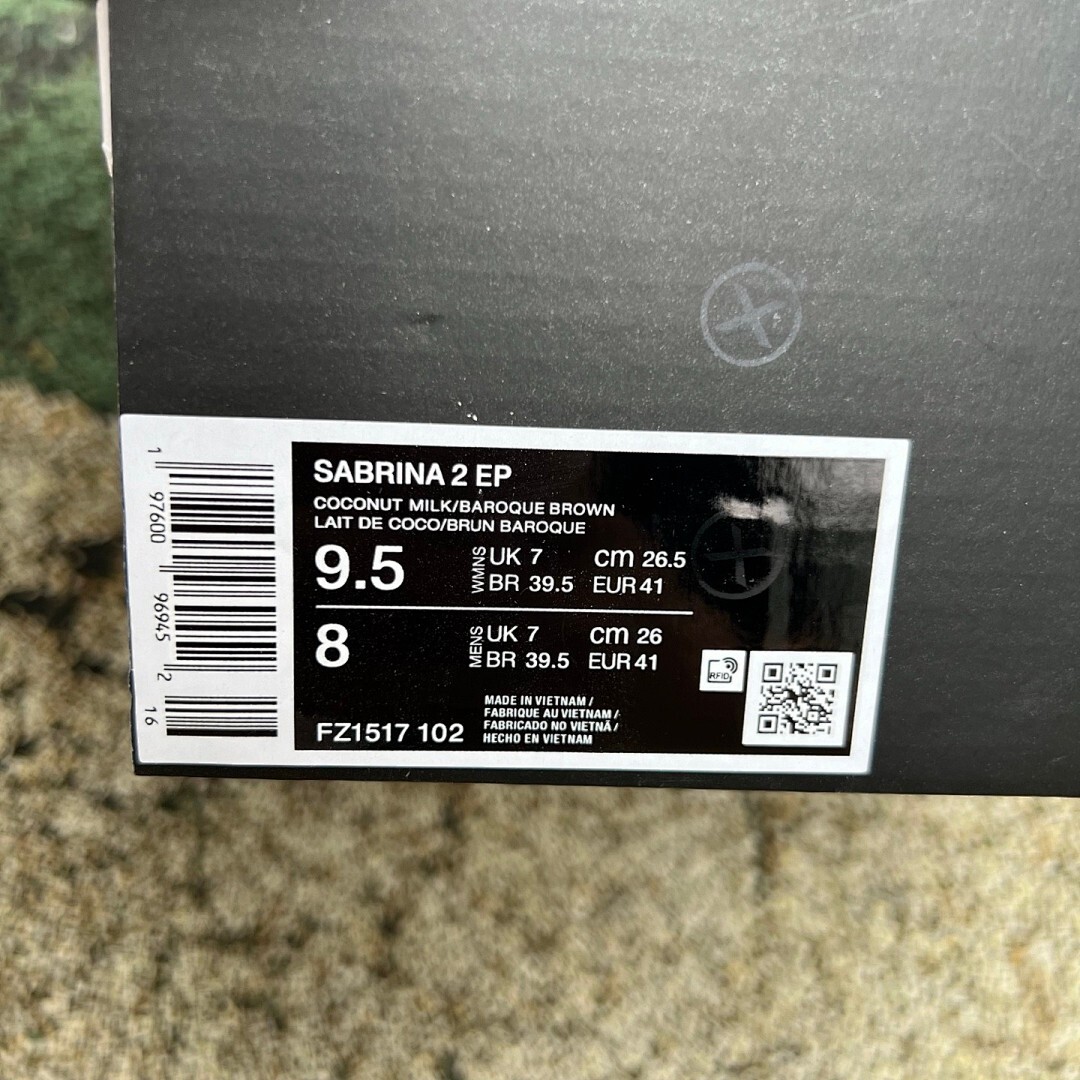 SABRINA 2 EP
COCONUT MILK/BAROQUE BROWN
LAIT DE COCO/BRUN BAROQUE
9.5 WMNS UK 7 cm 26.5
BR 39.5 EUR 41
8 MENS UK 7 cm 26
BR 39.5 EUR 41
FZ1517 102
MADE IN VIETNAM /
FABRIQUE AU VIETNAM /
FABRICADO NO VIETNÃ /
HECHO EN VIETNAM
RFID
1 97600 96945 2 16